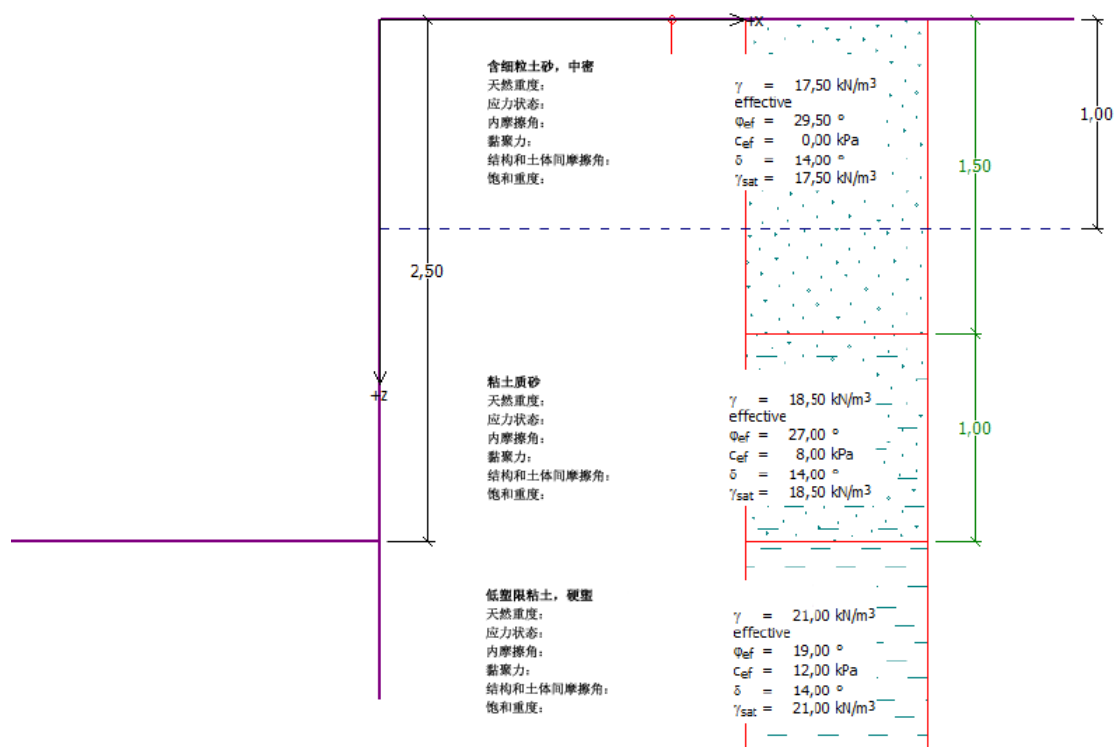 +X
含细粒土砂，中密
天然重度： γ = 17,50 kN/m³
应力状态： effective
内摩擦角： φef = 29,50 °
黏聚力： cef = 0,00 kPa
结构和土体间摩擦角： δ = 14,00 °
饱和重度： γsat = 17,50 kN/m³
1,00
1,50
2,50
+Z
粘土质砂
天然重度： γ = 18,50 kN/m³
应力状态： effective
内摩擦角： φef = 27,00 °
黏聚力： cef = 8,00 kPa
结构和土体间摩擦角： δ = 14,00 °
饱和重度： γsat = 18,50 kN/m³
1,00
低塑限粘土，硬塑
天然重度： γ = 21,00 kN/m³
应力状态： effective
内摩擦角： φef = 19,00 °
黏聚力： cef = 12,00 kPa
结构和土体间摩擦角： δ = 14,00 °
饱和重度： γsat = 21,00 kN/m³